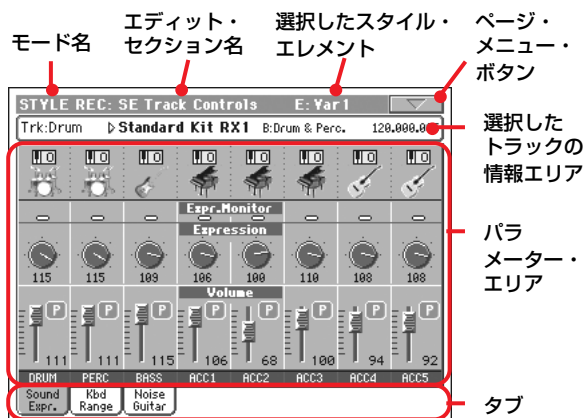 モード名
エディット・
セクション名
選択したスタイル・
エレメント
ページ・
メニュー・
ボタン
STYLE REC: SE Track Controls E: Var1
Trk:Drum ▷Standard Kit RX1 B:Drum & Perc. 120.000.0
選択した
トラックの
情報エリア
Expr.Monitor
Expression
115 115 109 106 100 110 108 108
パラ
メーター・
エリア
Volume
P P P P P P P P
111 111 115 106 68 100 94 92
DRUM PERC BASS ACC1 ACC2 ACC3 ACC4 ACC5
Sound Expr.
Kbd Range
Noise Guitar
タブ